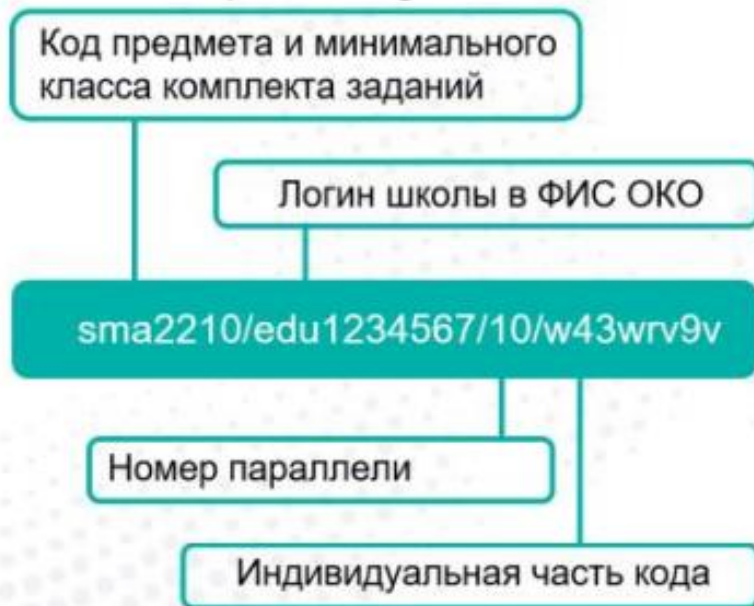 Код предмета и минимального
класса комплекта заданий
Логин школы в ФИС ОКО
sma2210/edu1234567/10/w43wrv9v
Номер параллели
Индивидуальная часть кода